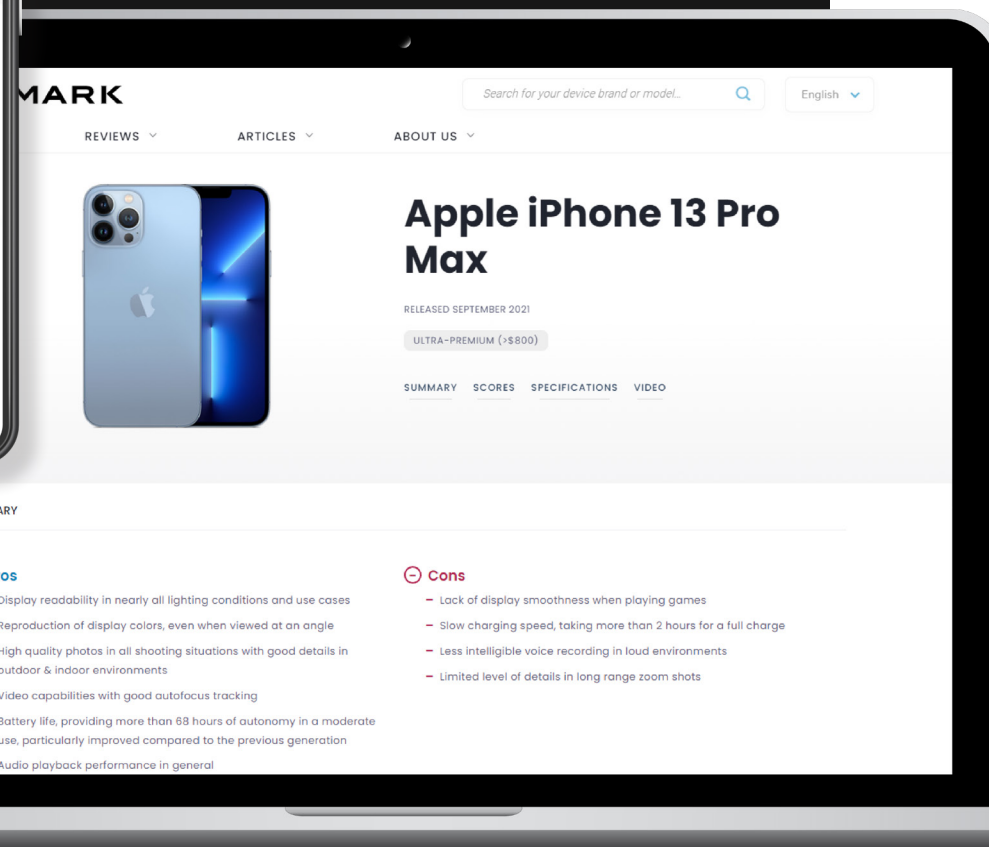 MARK
Search for your device brand or model...
English
REVIEWS
ARTICLES
ABOUT US
Apple iPhone 13 Pro
Max
RELEASED SEPTEMBER 2021
ULTRA-PREMIUM (>$800)
SUMMARY SCORES SPECIFICATIONS VIDEO
ARY
os
Display readability in nearly all lighting conditions and use cases
Reproduction of display colors, even when viewed at an angle
High quality photos in all shooting situations with good details in
outdoor & indoor environments
Video capabilities with good autofocus tracking
Battery life, providing more than 68 hours of autonomy in a moderate
use, particularly improved compared to the previous generation
Audio playback performance in general
Cons
– Lack of display smoothness when playing games
– Slow charging speed, taking more than 2 hours for a full charge
– Less intelligible voice recording in loud environments
– Limited level of details in long range zoom shots